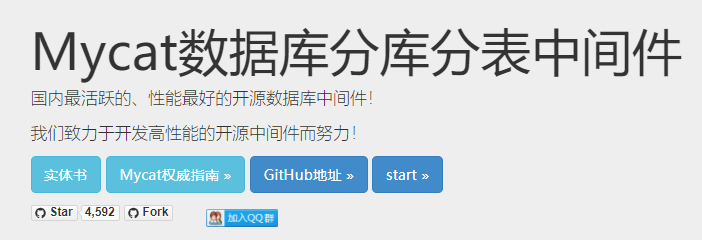 Mycat数据库分库分表中间件
国内最活跃的、性能最好的开源数据库中间件！
我们致力于开发高性能的开源中间件而努力！
实体书 Mycat权威指南 » GitHub地址 » start »
Star 4,592 Fork 加入QQ群